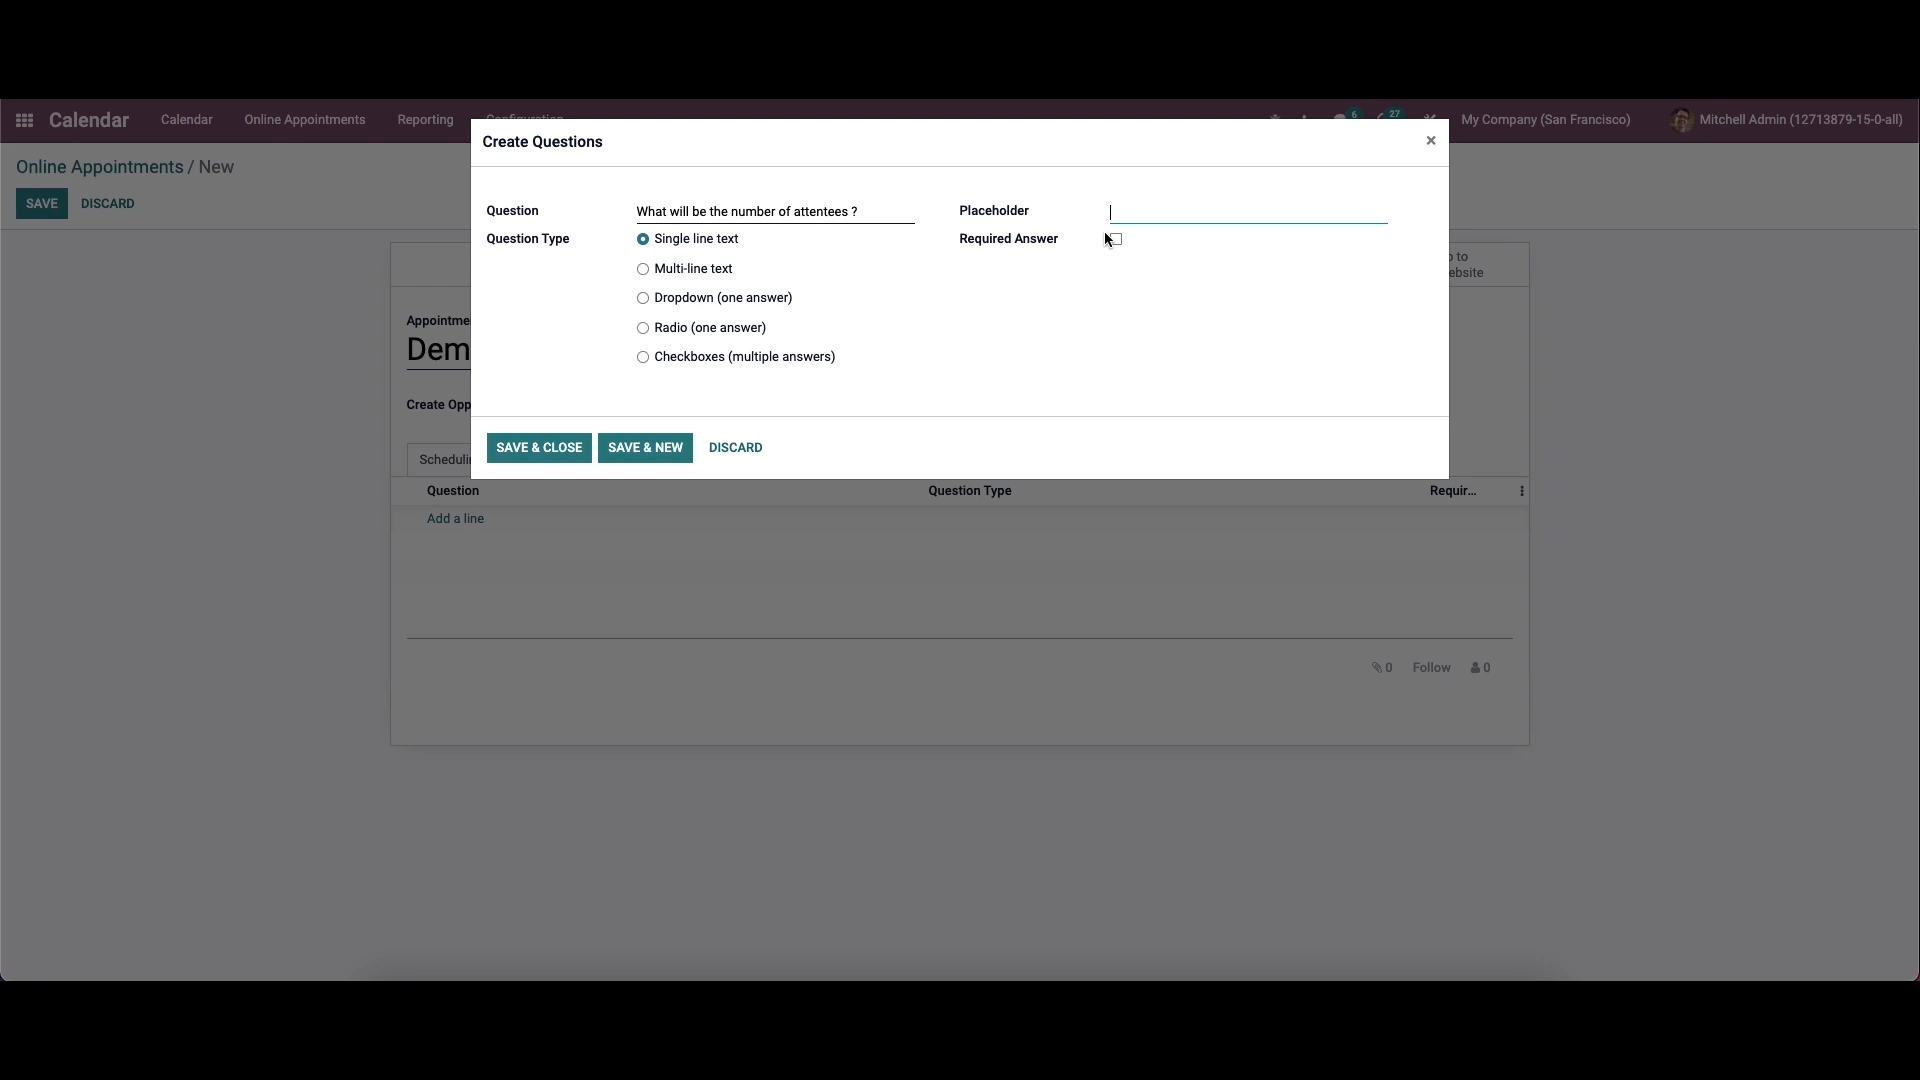 Calendar Calendar Online Appointments Reporting 6 27 My Company (San Francisco) Mitchell Admin (12713879-15-0-all)
Create Questions ×
Online Appointments / New
SAVE DISCARD
Question What will be the number of attentees ? Placeholder
Question Type Single line text Required Answer
Multi-line text
Dropdown (one answer)
Radio (one answer)
Checkboxes (multiple answers)
Dem
SAVE & CLOSE SAVE & NEW DISCARD
Question Question Type Requir...
Add a line
0 Follow 0